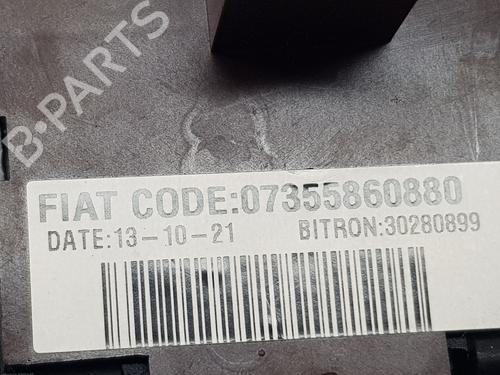 B-PARTS
FIAT CODE:07355860880
DATE:13-10-21 BITRON:30280899